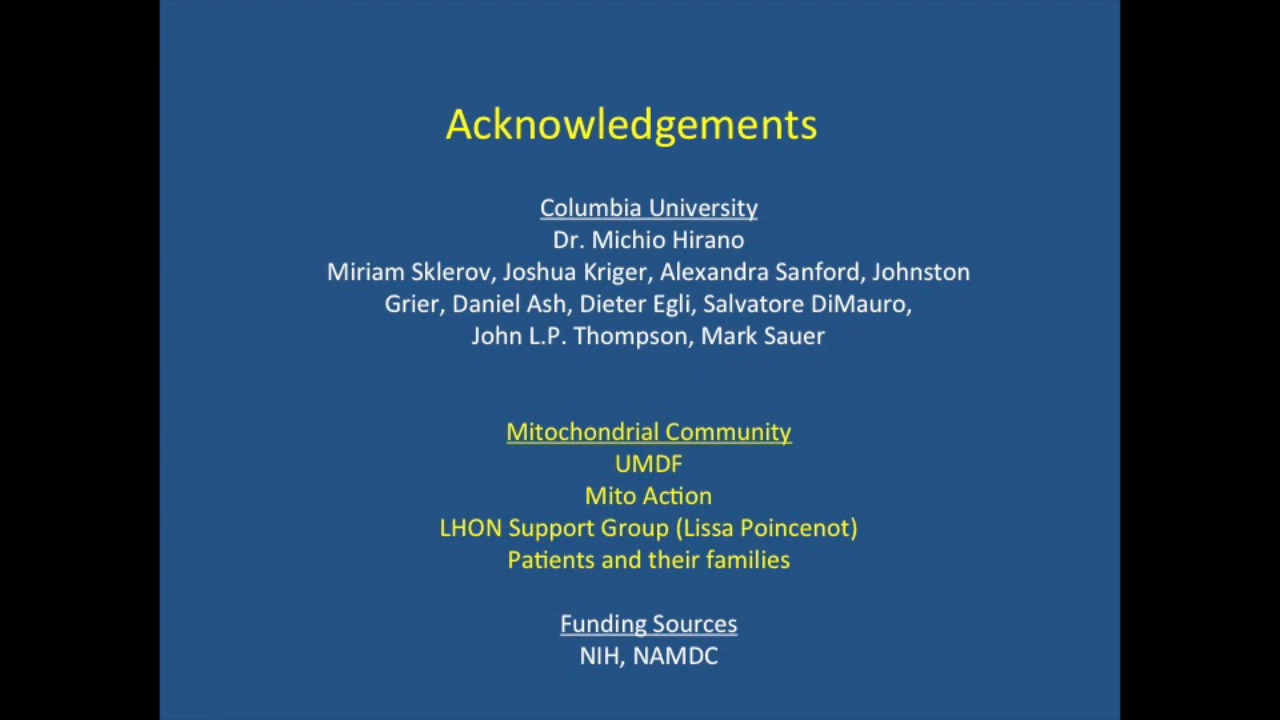 Acknowledgements
Columbia University
Dr. Michio Hirano
Miriam Sklerov, Joshua Kriger, Alexandra Sanford, Johnston
Grier, Daniel Ash, Dieter Egli, Salvatore DiMauro,
John L.P. Thompson, Mark Sauer
Mitochondrial Community
UMDF
Mito Action
LHON Support Group (Lissa Poincenot)
Patients and their families
Funding Sources
NIH, NAMDC